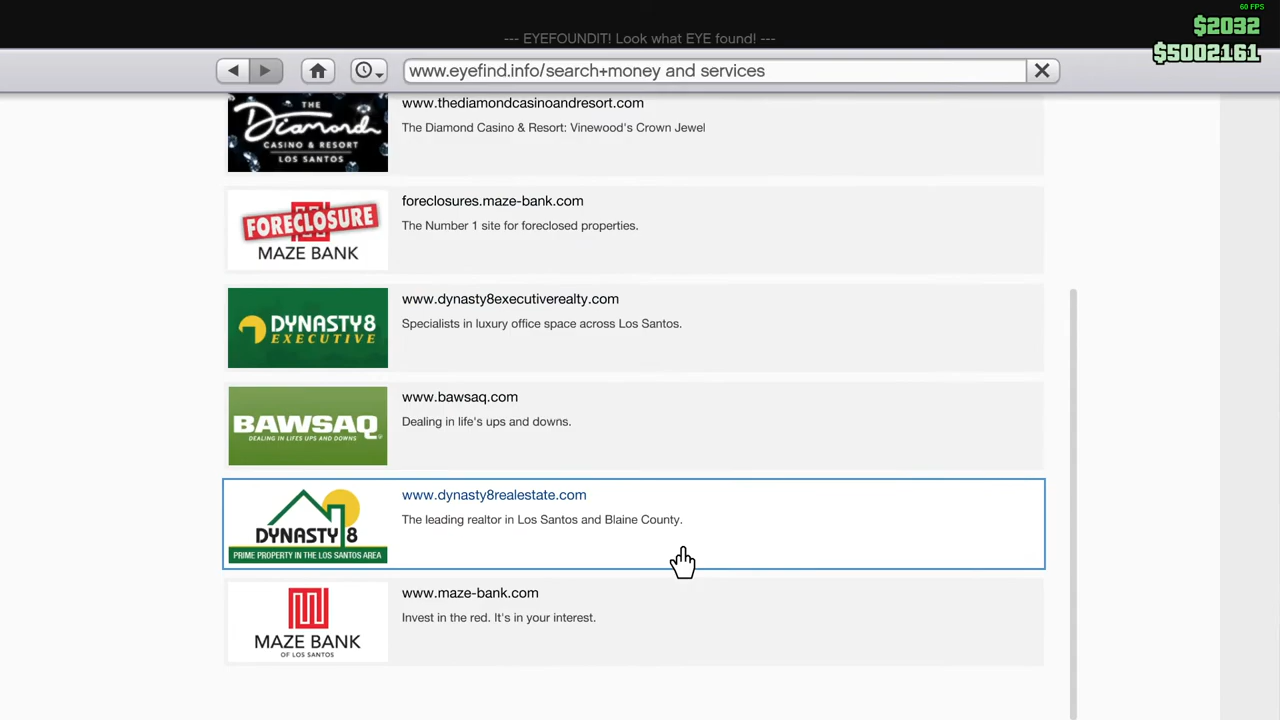 60 FPS
$2032
--- EYEFOUNDIT! Look what EYE found! ---
$5002161
www.eyefind.info/search+money and services
THE
Diamond
CASINO & RESORT
LOS SANTOS
www.thediamondcasinoandresort.com
The Diamond Casino & Resort: Vinewood's Crown Jewel
FORECLOSURE
MAZE BANK
foreclosures.maze-bank.com
The Number 1 site for foreclosed properties.
DYNASTY8
EXECUTIVE
www.dynasty8executiverealty.com
Specialists in luxury office space across Los Santos.
BAWSAQ
DEALING IN LIFE'S UPS AND DOWNS
www.bawsaq.com
Dealing in life's ups and downs.
DYNASTY 8
PRIME PROPERTY IN THE LOS SANTOS AREA
www.dynasty8realestate.com
The leading realtor in Los Santos and Blaine County.
MAZE BANK
OF LOS SANTOS
www.maze-bank.com
Invest in the red. It's in your interest.